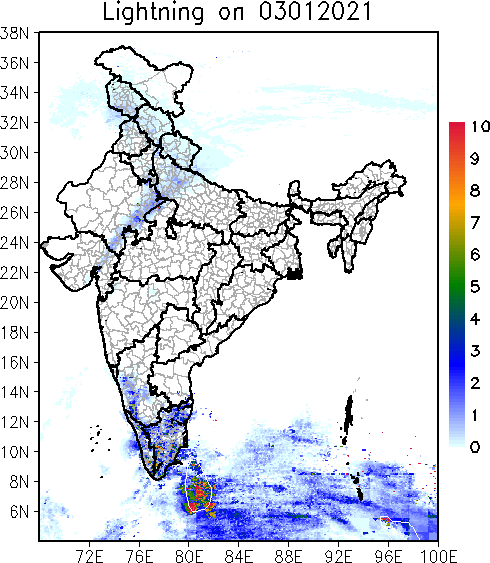 Lightning on 03012021
38N
36N
34N
32N
30N
28N
26N
24N
22N
20N
18N
16N
14N
12N
10N
8N
6N
72E 76E 80E 84E 88E 92E 96E 100E
10
9
8
7
6
5
4
3
2
1
0